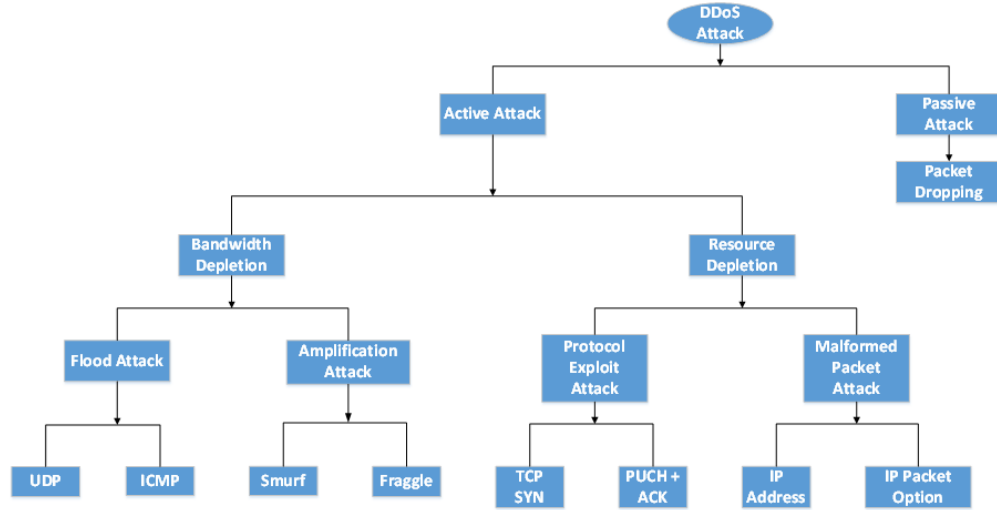 DDoS
Attack
Active Attack
Passive
Attack
Packet
Dropping
Bandwidth
Depletion
Resource
Depletion
Flood Attack
Amplification
Attack
Protocol
Exploit
Attack
Malformed
Packet
Attack
UDP
ICMP
Smurf
Fraggle
TCP
SYN
PUCH +
ACK
IP
Address
IP Packet
Option